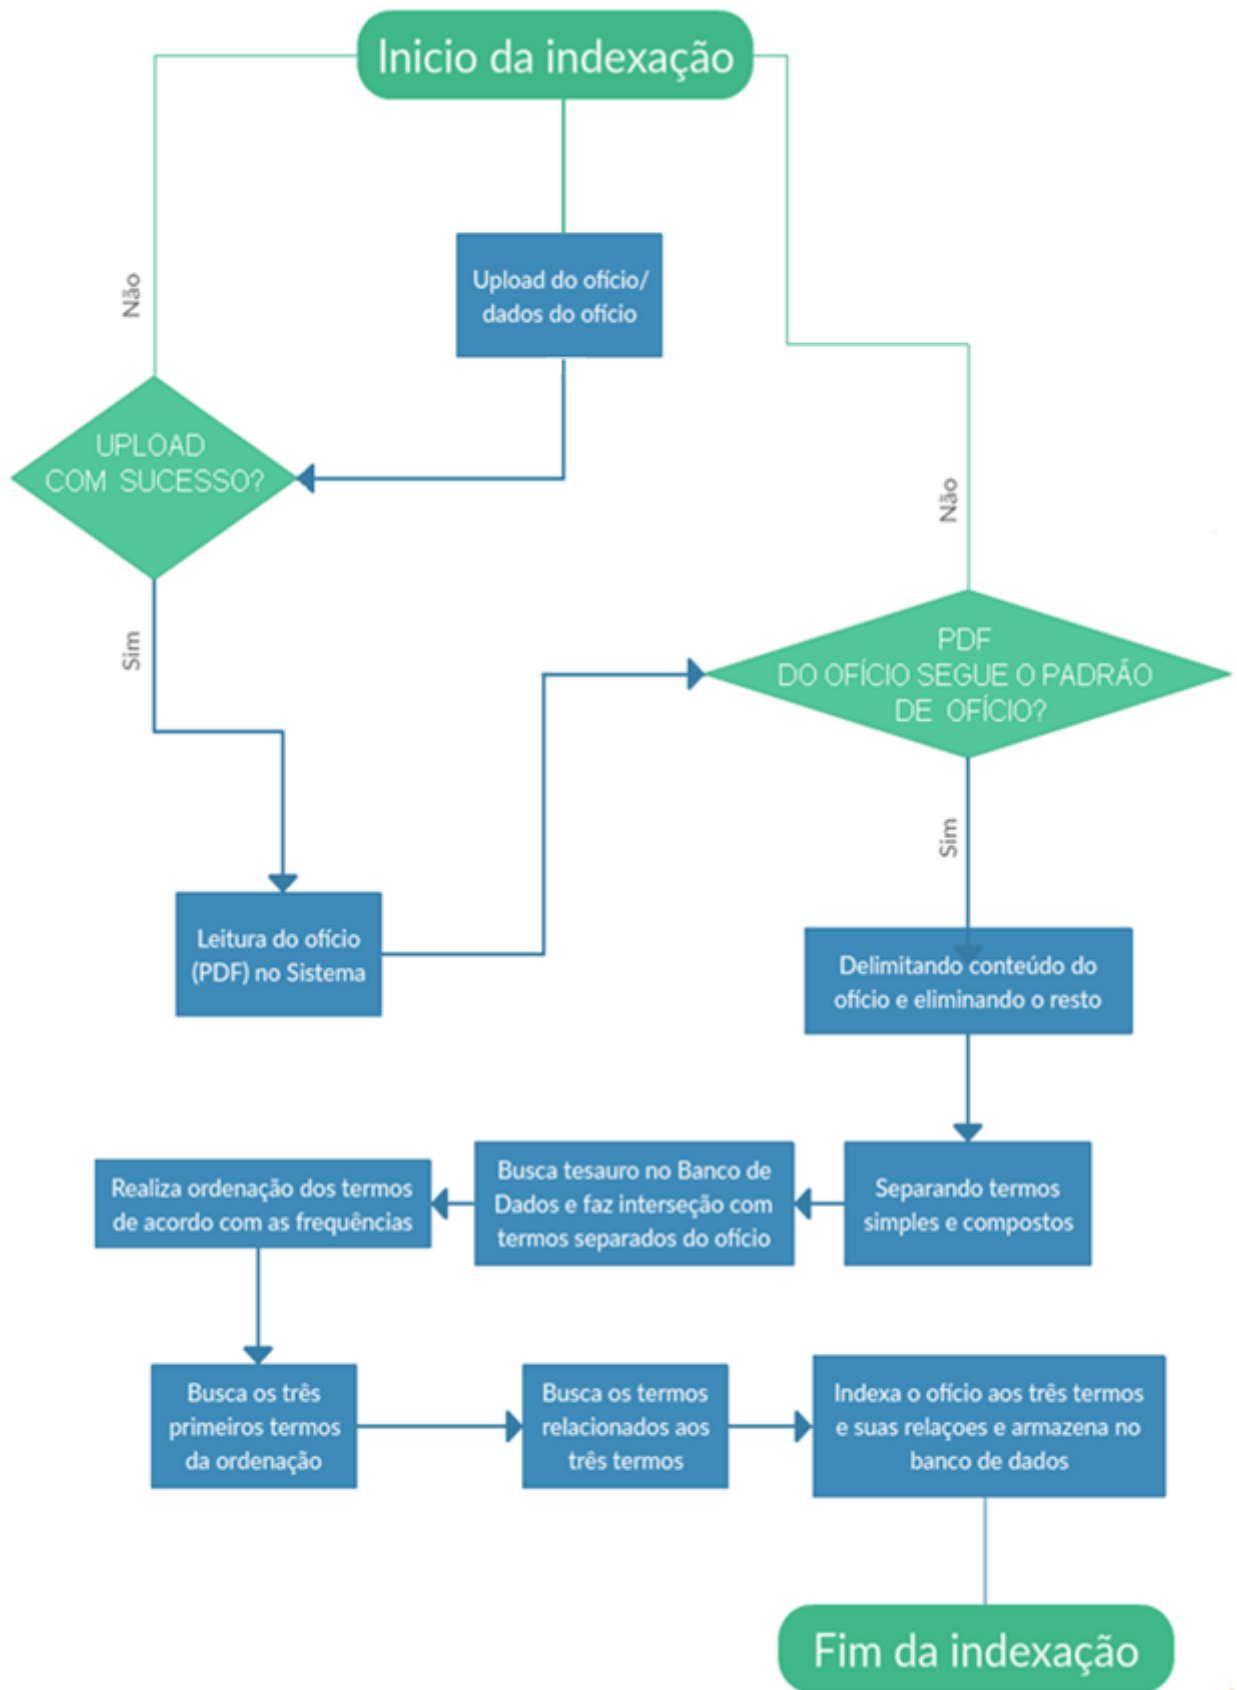 Inicio da indexação
Upload do ofício/
dados do ofício
Não
UPLOAD
COM SUCESSO?
Não
Sim
PDF
DO OFÍCIO SEGUE O PADRÃO
DE OFÍCIO?
Sim
Leitura do ofício
(PDF) no Sistema
Delimitando conteúdo do
ofício e eliminando o resto
Separando termos
simples e compostos
Busca tesauro no Banco de
Dados e faz interseção com
termos separados do ofício
Realiza ordenação dos termos
de acordo com as frequências
Busca os três
primeiros termos
da ordenação
Busca os termos
relacionados aos
três termos
Indexa o ofício aos três termos
e suas relaçoes e armazena no
banco de dados
Fim da indexação